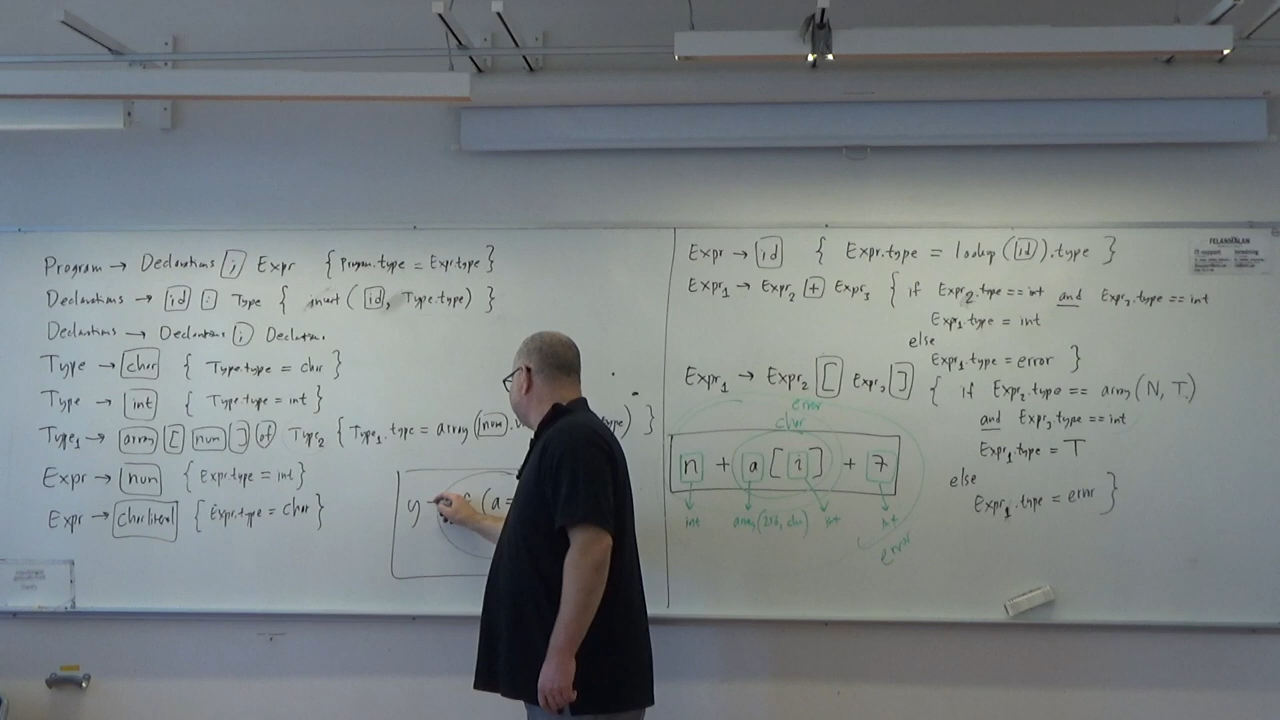 Program → Declarations ; Expr { Program.type = Expr.type }
Declarations → id : Type { insert ( id , Type.type ) }
Declarations → Declarations ; Declarations
Type → char { Type.type = char }
Type → int { Type.type = int }
Type₁ → array [ num ] of Type₂ { Type₁.type = array ( num .
Expr → num { Expr.type = int }
Expr → charliteral { Expr.type = char }
y
(a=
Expr → id { Expr.type = lookup ( id ).type }
Expr₁ → Expr₂ + Expr₃ { if Expr₂.type == int and Expr₃.type == int
Expr₁.type = int
else
Expr₁.type = error }
Expr₁ → Expr₂ [ Expr₃ ] { if Expr₂.type == array (N, T)
and Expr₃.type == int
Expr₁.type = T
else
Expr₁.type = error }
error
char
n + a [ i ] + 7
int array(256, char) int int
error
FELANMÄLAN